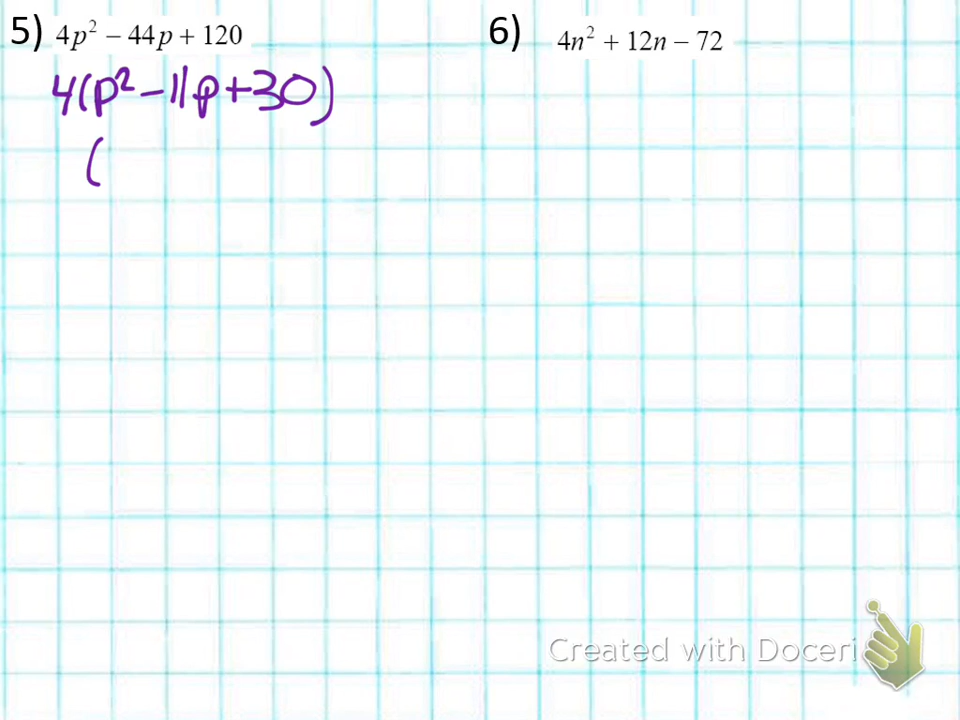 5) 4p² − 44p + 120
4(p² − 11p + 30)
(
6) 4n² + 12n − 72
Created with Doceri